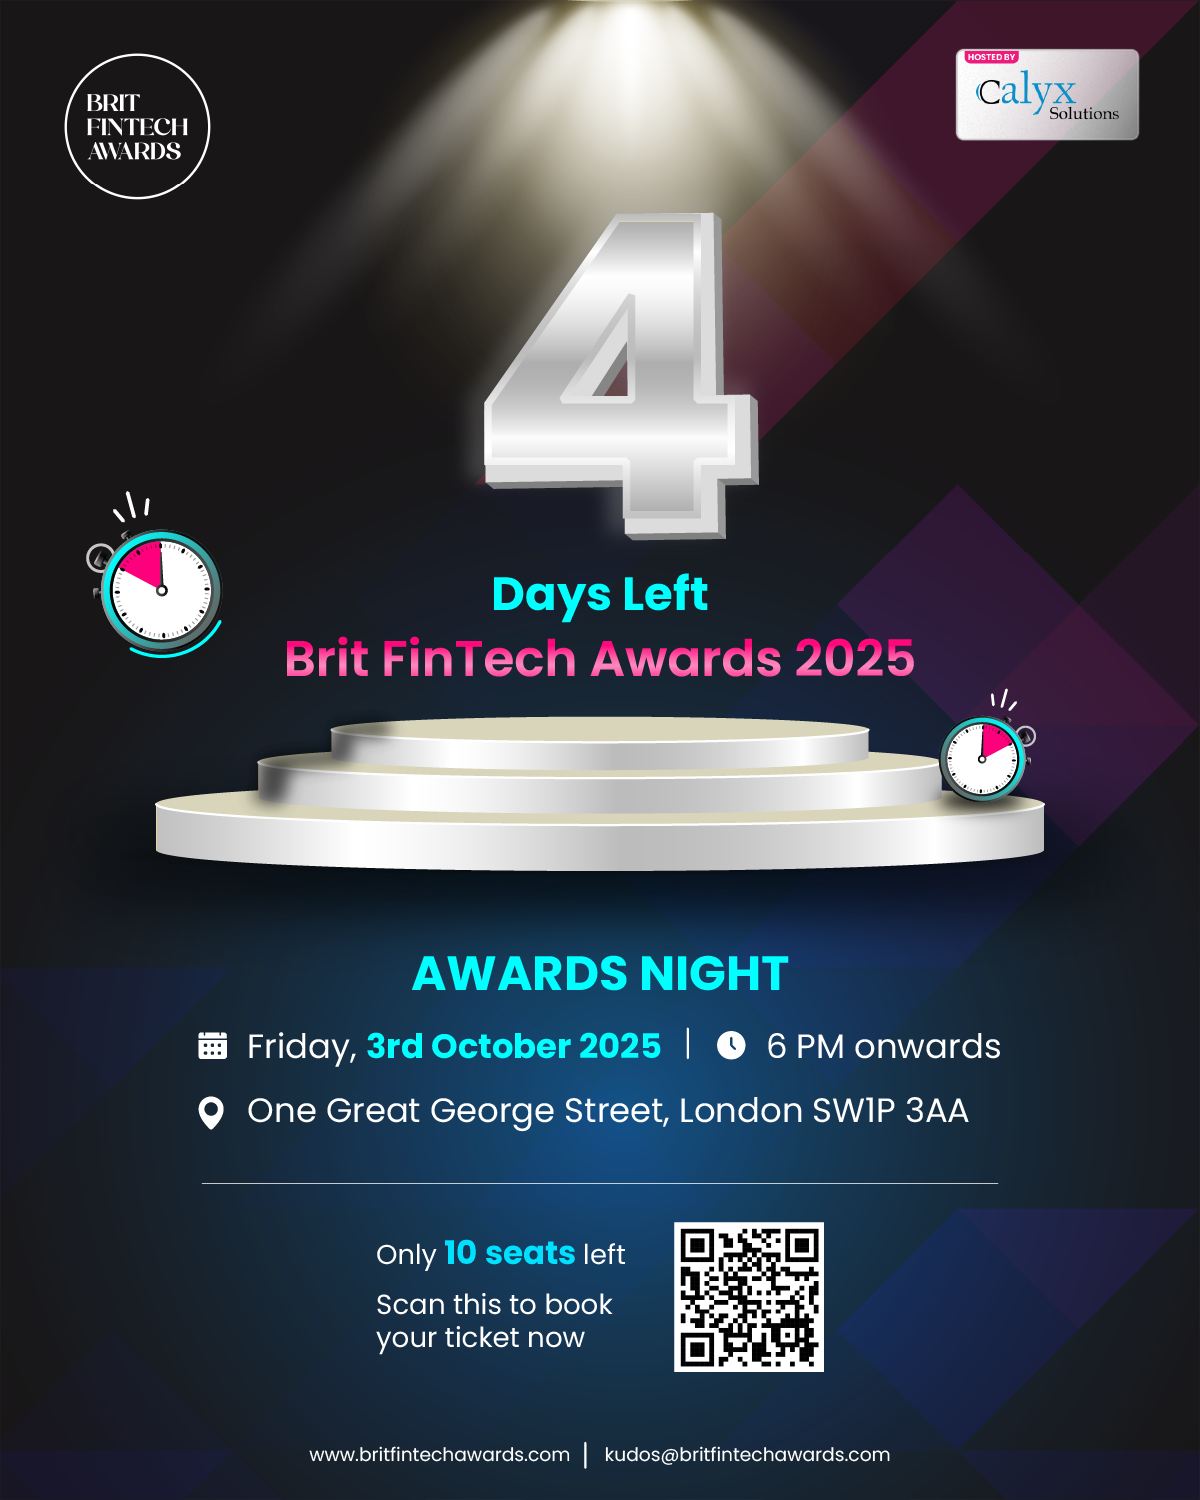 BRIT
FINTECH
AWARDS
HOSTED BY
Calyx
Solutions
4
Days Left
Brit FinTech Awards 2025
AWARDS NIGHT
Friday, 3rd October 2025 | 6 PM onwards
One Great George Street, London SW1P 3AA
Only 10 seats left
Scan this to book
your ticket now
www.britfintechawards.com | kudos@britfintechawards.com